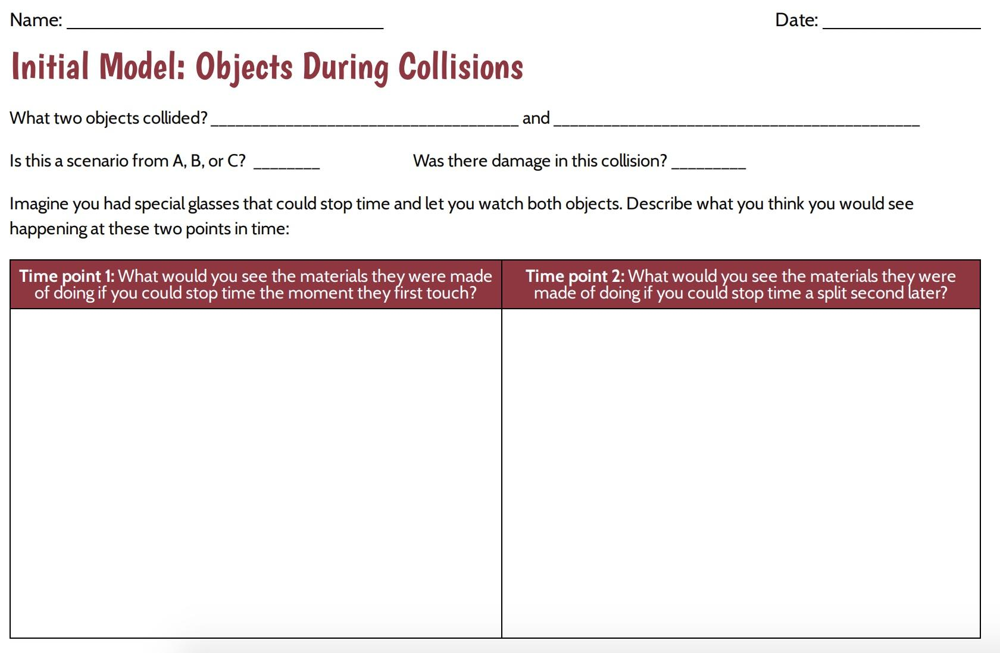 Name: ______________________________ Date: _______________
Initial Model: Objects During Collisions
What two objects collided? _____________________________________ and ____________________________________________
Is this a scenario from A, B, or C? ________ Was there damage in this collision? _________
Imagine you had special glasses that could stop time and let you watch both objects. Describe what you think you would see
happening at these two points in time:
Time point 1: What would you see the materials they were made
of doing if you could stop time the moment they first touch?
Time point 2: What would you see the materials they were
made of doing if you could stop time a split second later?